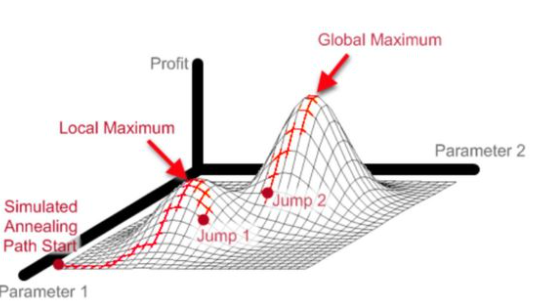 Global Maximum
Profit
Local Maximum
Parameter 2
Simulated
Annealing
Path Start
Jump 2
Jump 1
Parameter 1